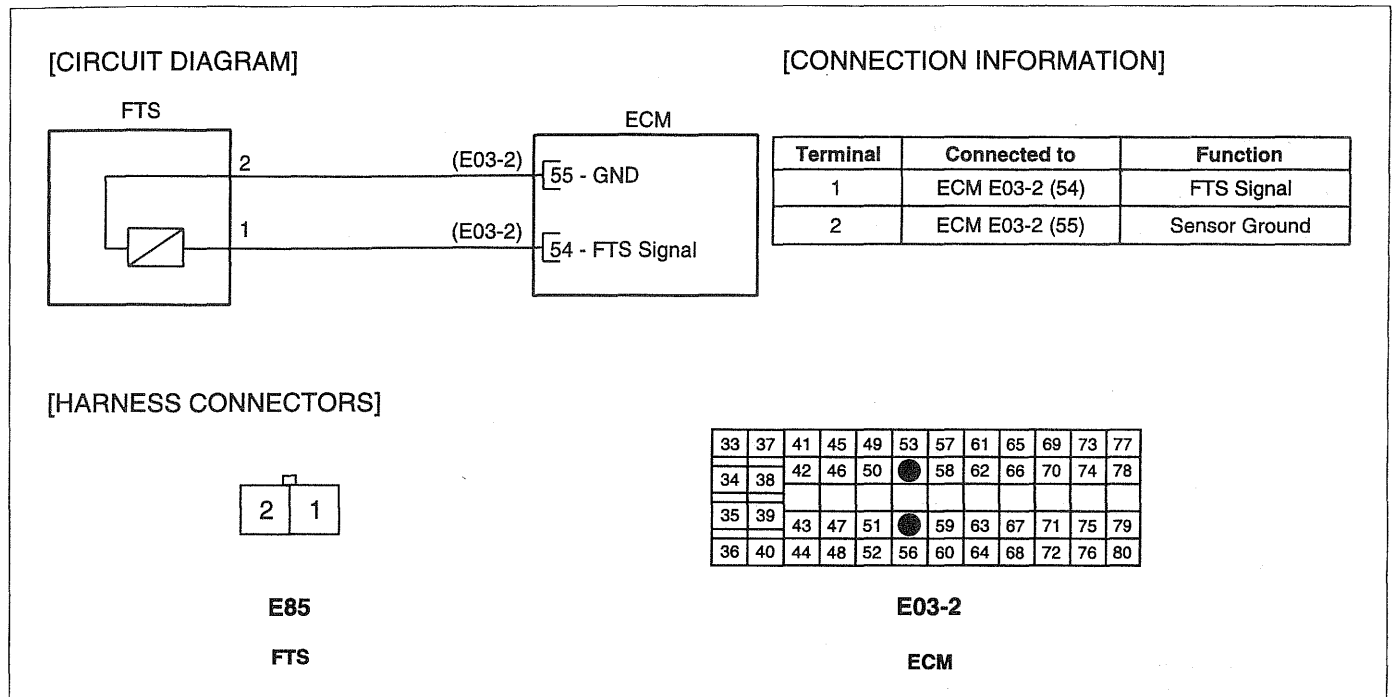 [CIRCUIT DIAGRAM]
[CONNECTION INFORMATION]
FTS
ECM
2 (E03-2) 55 - GND
1 (E03-2) 54 - FTS Signal
Terminal Connected to Function
1 ECM E03-2 (54) FTS Signal
2 ECM E03-2 (55) Sensor Ground
[HARNESS CONNECTORS]
2 1
E85
FTS
33 37 41 45 49 53 57 61 65 69 73 77
34 38 42 46 50 58 62 66 70 74 78
35 39 43 47 51 59 63 67 71 75 79
36 40 44 48 52 56 60 64 68 72 76 80
E03-2
ECM